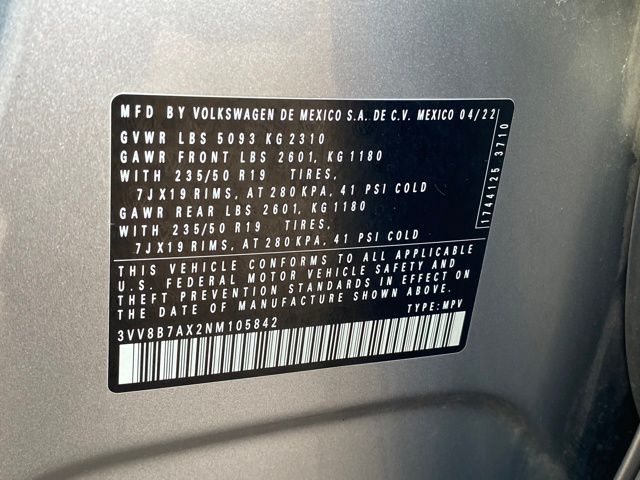 MFD BY VOLKSWAGEN DE MEXICO S.A. DE C.V. MEXICO 04/22
GVWR LBS 5093 KG 2310
GAWR FRONT LBS 2601, KG 1180
WITH 235/50 R19 TIRES,
7JX19 RIMS, AT 280 KPA, 41 PSI COLD
GAWR REAR LBS 2601, KG 1180
WITH 235/50 R19 TIRES,
7JX19 RIMS, AT 280 KPA, 41 PSI COLD
THIS VEHICLE CONFORMS TO ALL APPLICABLE
U.S. FEDERAL MOTOR VEHICLE SAFETY AND
THEFT PREVENTION STANDARDS IN EFFECT ON
THE DATE OF MANUFACTURE SHOWN ABOVE.
3VV8B7AX2NM105842 TYPE: MPV
1744125 3710